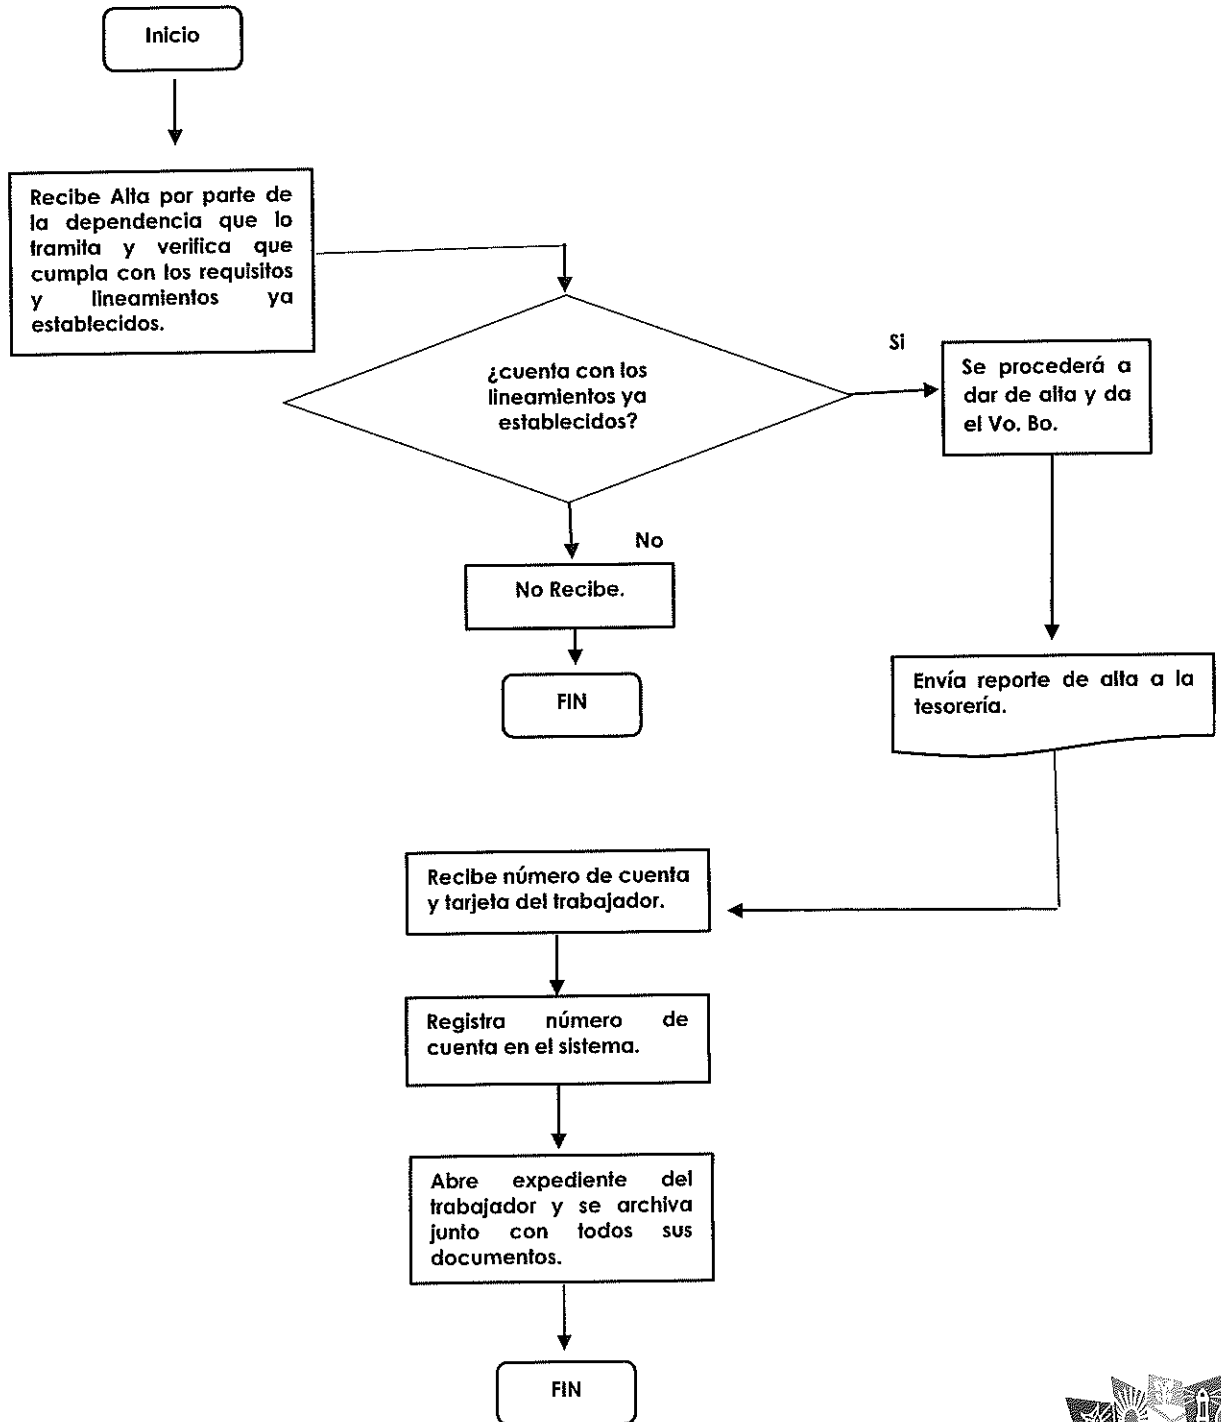 Inicio
Recibe Alta por parte de
la dependencia que lo
tramita y verifica que
cumpla con los requisitos
y lineamientos ya
establecidos.
¿cuenta con los
lineamientos ya
establecidos?
Si
Se procederá a
dar de alta y da
el Vo. Bo.
No
No Recibe.
FIN
Envía reporte de alta a la
tesorería.
Recibe número de cuenta
y tarjeta del trabajador.
Registra número de
cuenta en el sistema.
Abre expediente del
trabajador y se archiva
junto con todos sus
documentos.
FIN